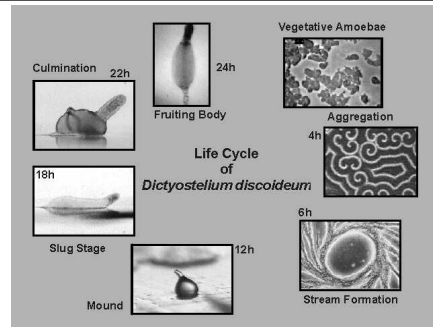 Vegetative Amoebae
Aggregation
4h
6h
Stream Formation
12h
Mound
18h
Slug Stage
Culmination
22h
24h
Fruiting Body
Life Cycle
of
Dictyostelium discoideum